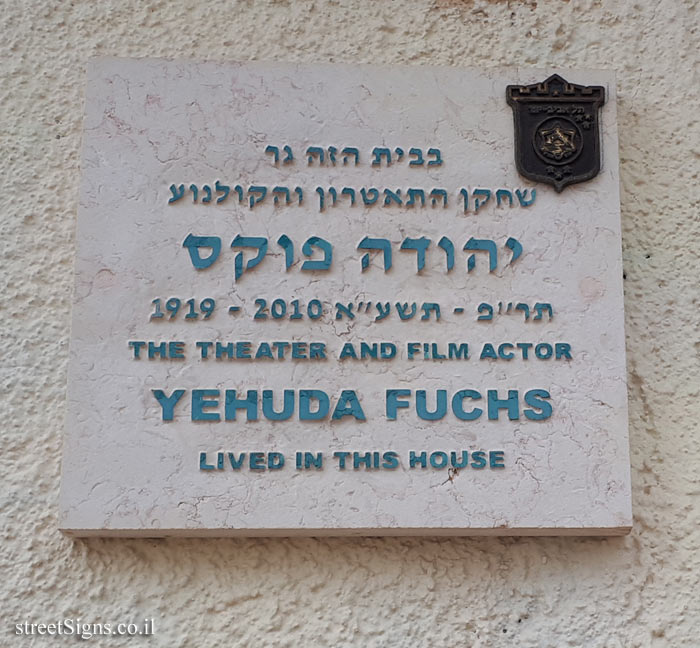 בבית הזה גר
שחקן התאטרון והקולנוע
יהודה פוקס
1919 - 2010 תר״פ - תשע״א
THE THEATER AND FILM ACTOR
YEHUDA FUCHS
LIVED IN THIS HOUSE
streetSigns.co.il